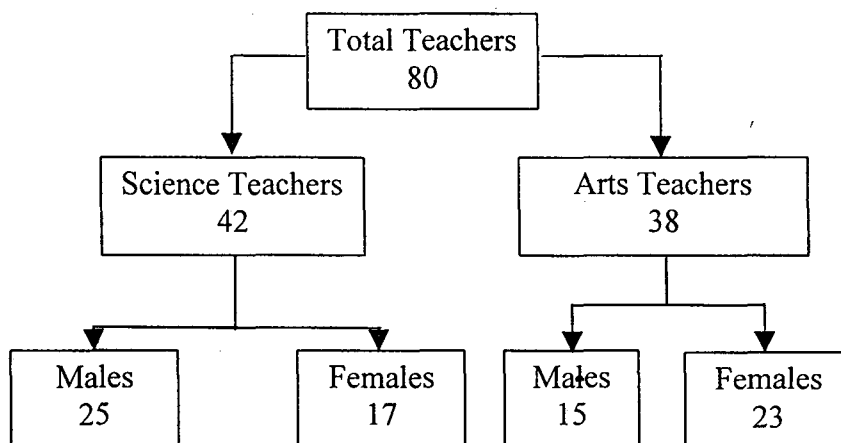 Total Teachers
80
Science Teachers
42
Arts Teachers
38
Males
25
Females
17
Males
15
Females
23